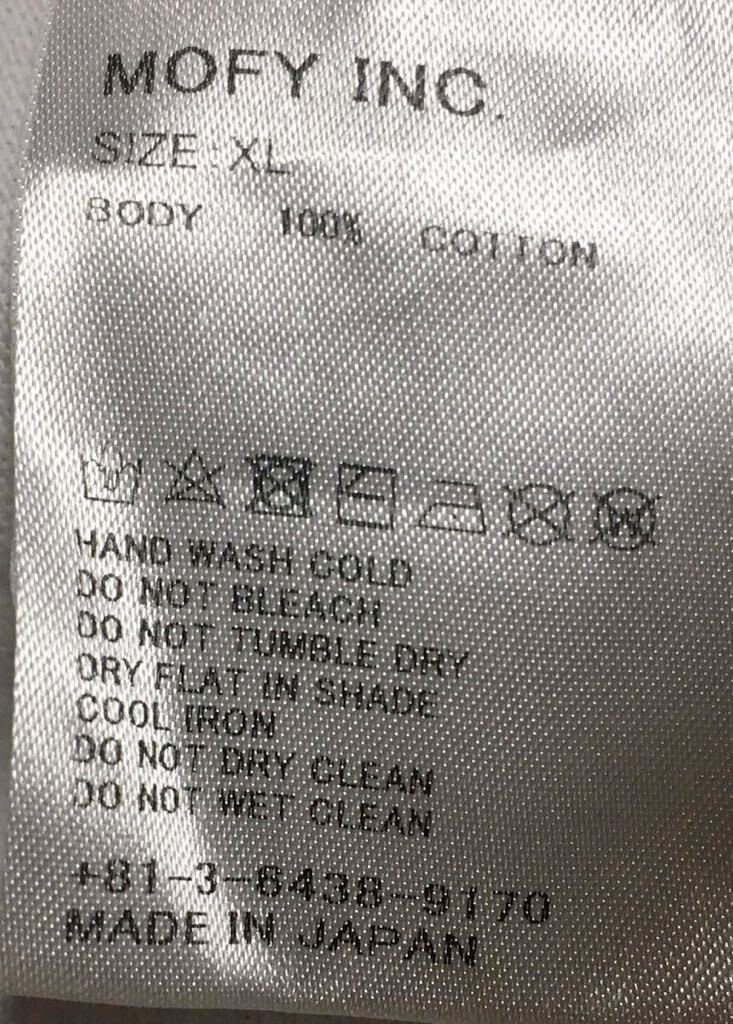 MOFY INC.
SIZE:XL
BODY 100% COTTON
W
HAND WASH COLD
DO NOT BLEACH
DO NOT TUMBLE DRY
DRY FLAT IN SHADE
COOL IRON
DO NOT DRY CLEAN
DO NOT WET CLEAN
+81-3-6438-9170
MADE IN JAPAN